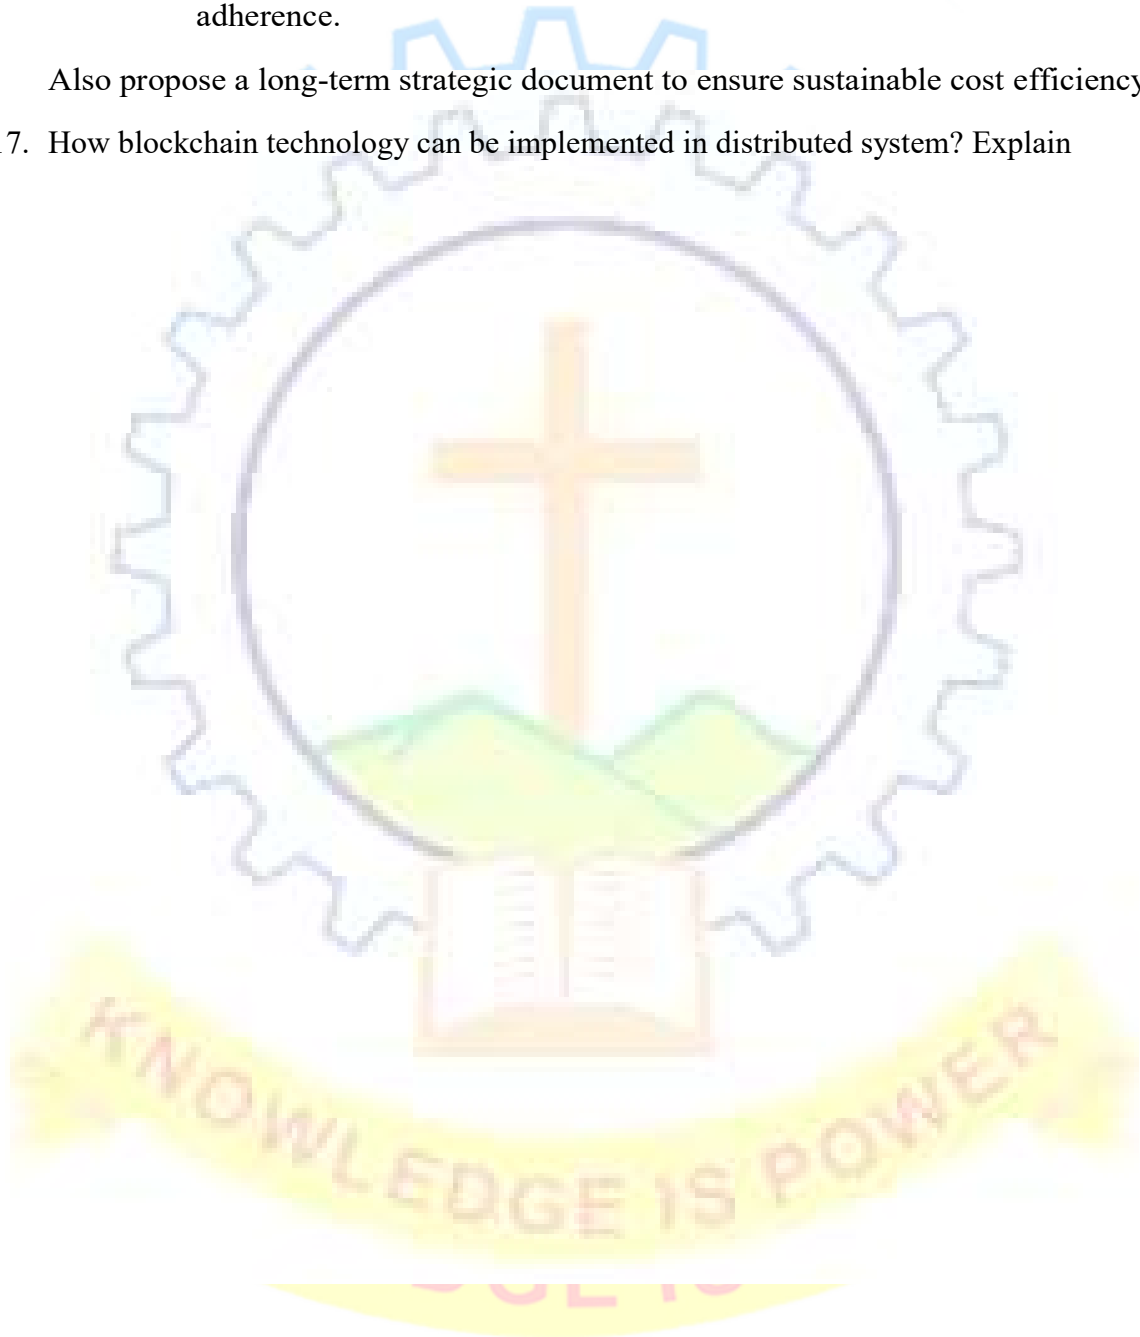 adherence.
Also propose a long-term strategic document to ensure sustainable cost efficiency
7. How blockchain technology can be implemented in distributed system? Explain
KNOWLEDGE IS POWER